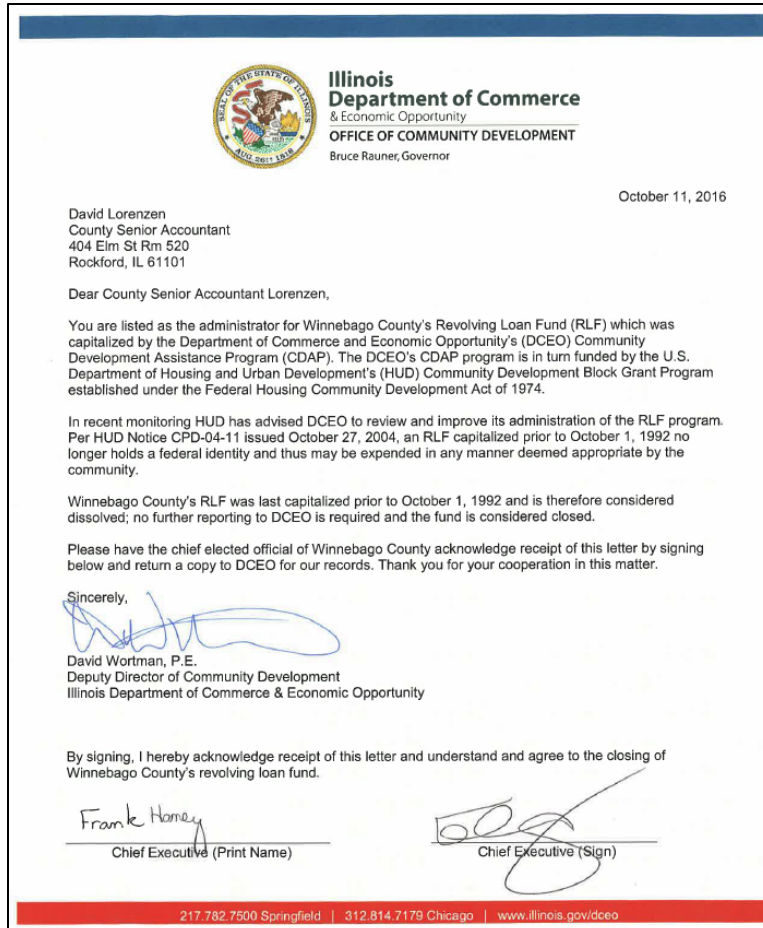 SEAL OF THE STATE OF ILLINOIS
AUG. 26TH 1818
Illinois
Department of Commerce
& Economic Opportunity
OFFICE OF COMMUNITY DEVELOPMENT
Bruce Rauner, Governor
October 11, 2016
David Lorenzen
County Senior Accountant
404 Elm St Rm 520
Rockford, IL 61101
Dear County Senior Accountant Lorenzen,
You are listed as the administrator for Winnebago County's Revolving Loan Fund (RLF) which was
capitalized by the Department of Commerce and Economic Opportunity's (DCEO) Community
Development Assistance Program (CDAP). The DCEO's CDAP program is in turn funded by the U.S.
Department of Housing and Urban Development's (HUD) Community Development Block Grant Program
established under the Federal Housing Community Development Act of 1974.
In recent monitoring HUD has advised DCEO to review and improve its administration of the RLF program.
Per HUD Notice CPD-04-11 issued October 27, 2004, an RLF capitalized prior to October 1, 1992 no
longer holds a federal identity and thus may be expended in any manner deemed appropriate by the
community.
Winnebago County's RLF was last capitalized prior to October 1, 1992 and is therefore considered
dissolved; no further reporting to DCEO is required and the fund is considered closed.
Please have the chief elected official of Winnebago County acknowledge receipt of this letter by signing
below and return a copy to DCEO for our records. Thank you for your cooperation in this matter.
Sincerely,
David Wortman, P.E.
Deputy Director of Community Development
Illinois Department of Commerce & Economic Opportunity
By signing, I hereby acknowledge receipt of this letter and understand and agree to the closing of
Winnebago County's revolving loan fund.
Frank Haney
Chief Executive (Print Name)
Chief Executive (Sign)
217.782.7500 Springfield | 312.814.7179 Chicago | www.illinois.gov/dceo